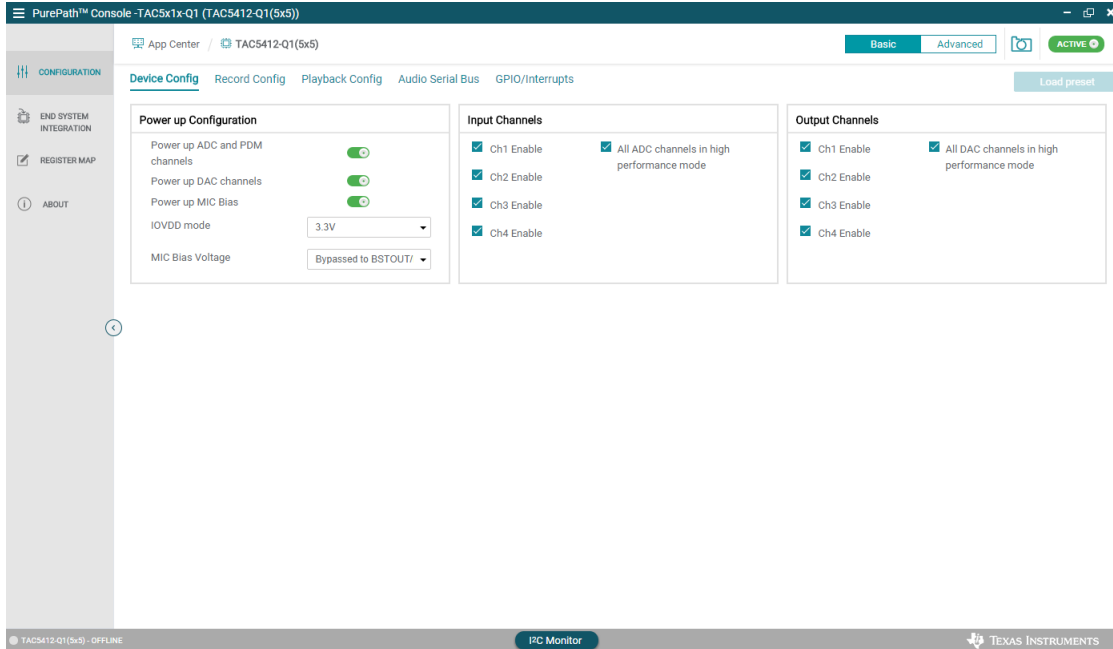 PurePath™ Console -TAC5x1x-Q1 (TAC5412-Q1(5x5))
App Center / TAC5412-Q1(5x5)
Basic
Advanced
ACTIVE
CONFIGURATION
END SYSTEM
INTEGRATION
REGISTER MAP
ABOUT
Device Config
Record Config
Playback Config
Audio Serial Bus
GPIO/Interrupts
Load preset
Power up Configuration
Power up ADC and PDM
channels
Power up DAC channels
Power up MIC Bias
IOVDD mode
3.3V
MIC Bias Voltage
Bypassed to BSTOUT/
Input Channels
Ch1 Enable
Ch2 Enable
Ch3 Enable
Ch4 Enable
All ADC channels in high
performance mode
Output Channels
Ch1 Enable
Ch2 Enable
Ch3 Enable
Ch4 Enable
All DAC channels in high
performance mode
TAC5412-Q1(5x5) - OFFLINE
I²C Monitor
TEXAS INSTRUMENTS